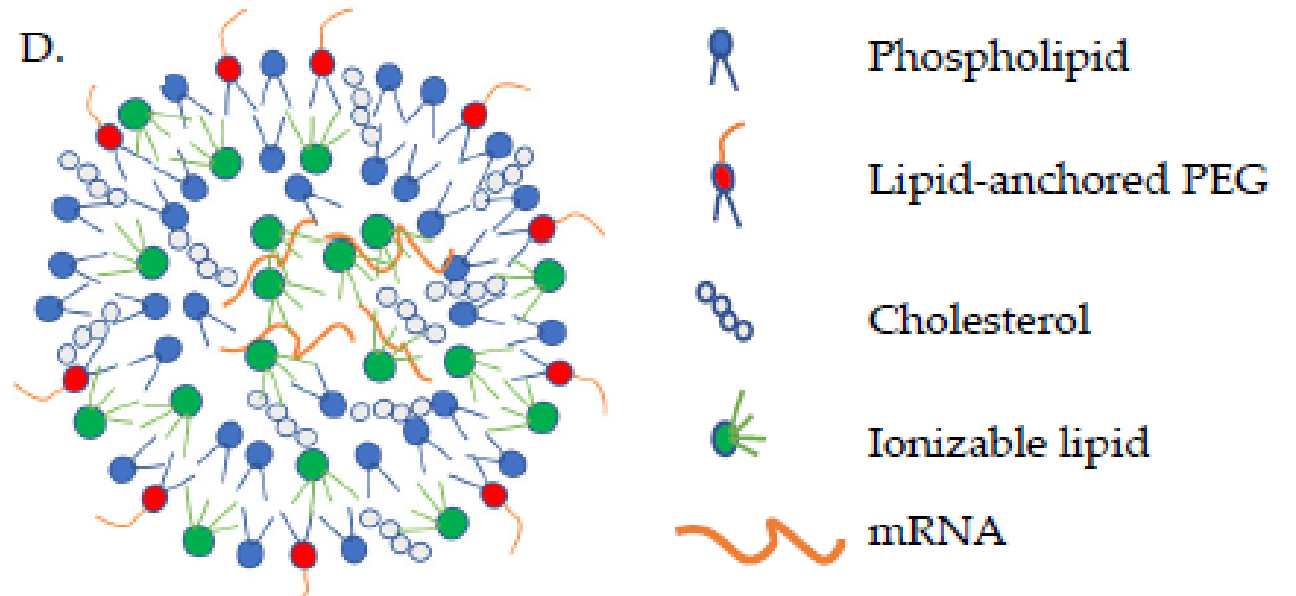 D.
Phospholipid
Lipid-anchored PEG
Cholesterol
Ionizable lipid
mRNA